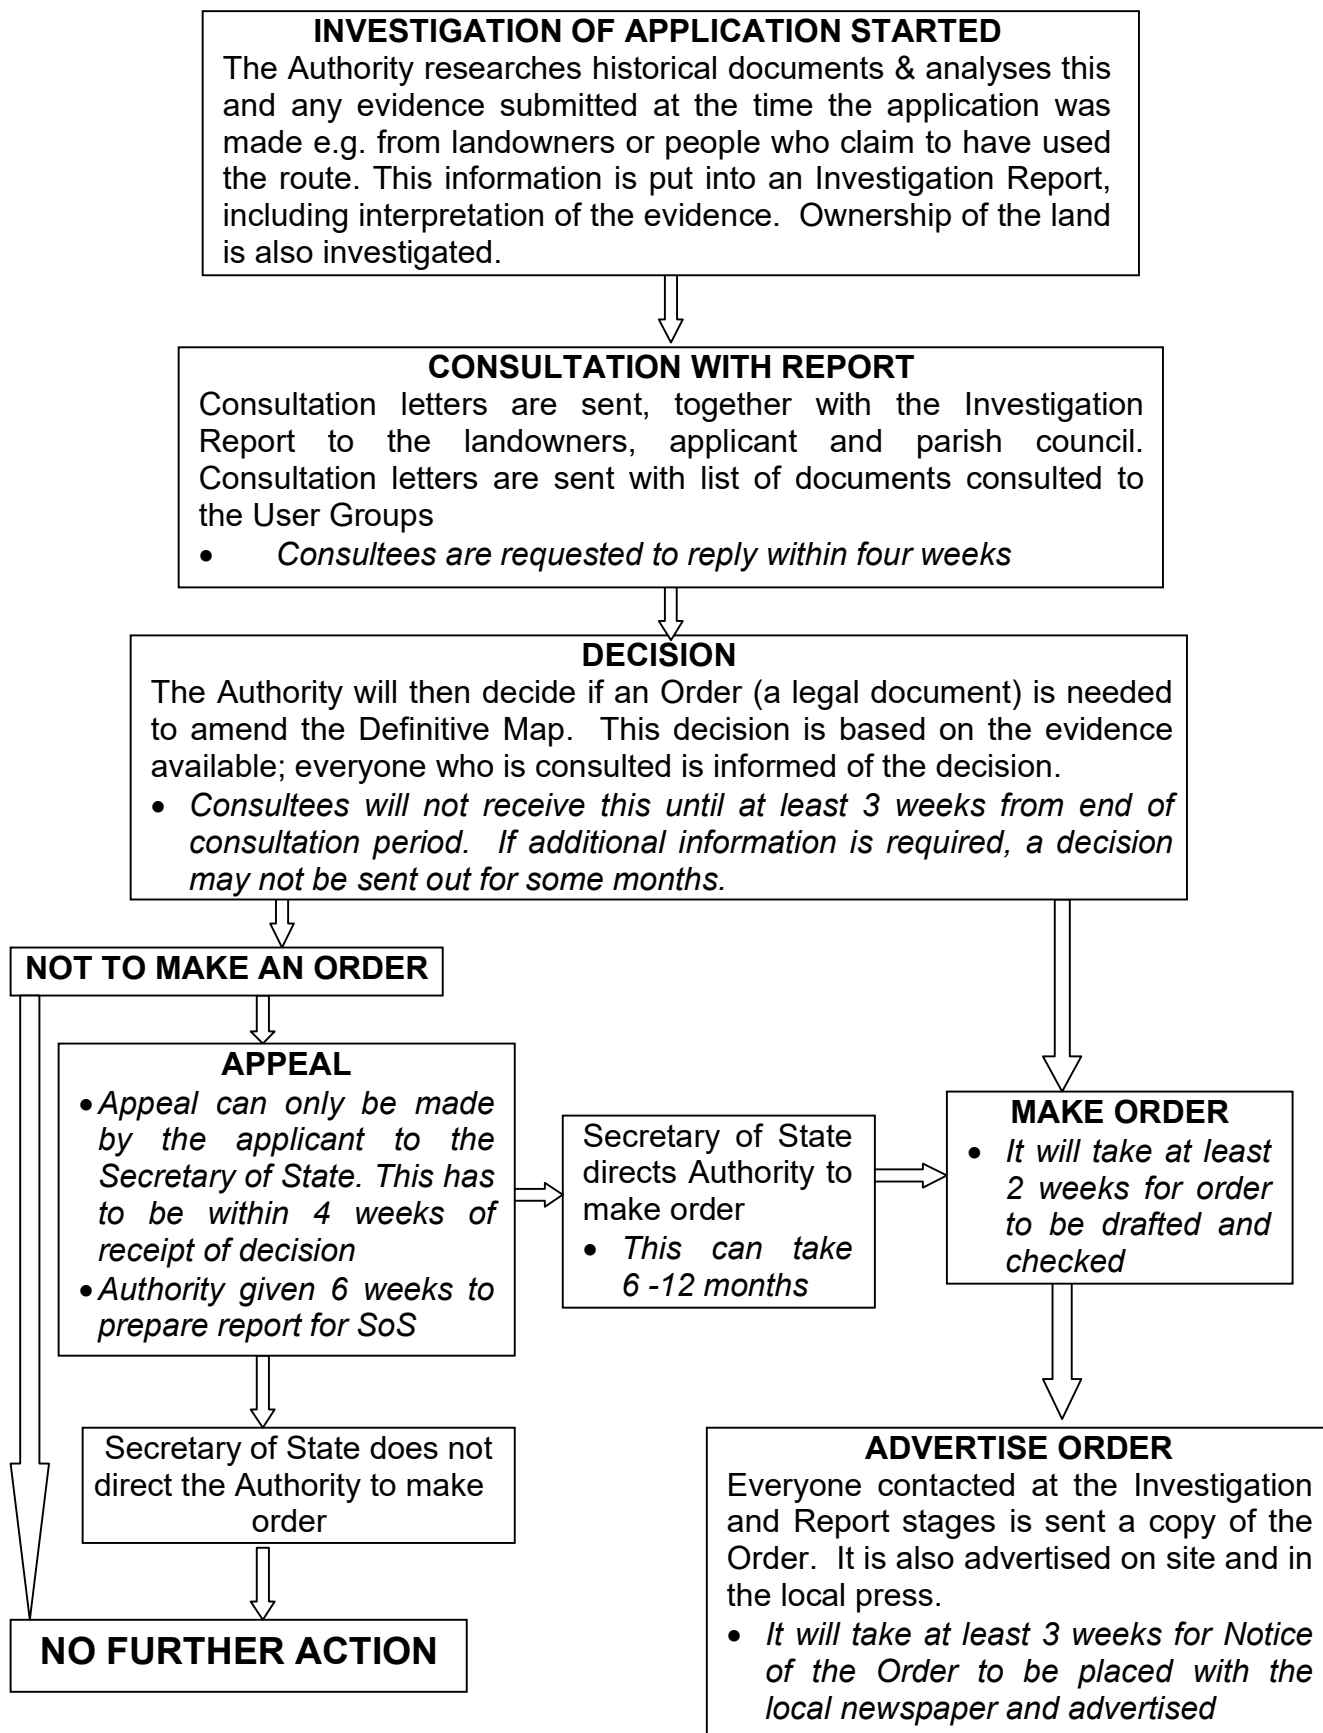 INVESTIGATION OF APPLICATION STARTED
The Authority researches historical documents & analyses this
and any evidence submitted at the time the application was
made e.g. from landowners or people who claim to have used
the route. This information is put into an Investigation Report,
including interpretation of the evidence.  Ownership of the land
is also investigated.
CONSULTATION WITH REPORT
Consultation letters are sent, together with the Investigation
Report to the landowners, applicant and parish council.
Consultation letters are sent with list of documents consulted to
the User Groups
• Consultees are requested to reply within four weeks
DECISION
The Authority will then decide if an Order (a legal document) is needed
to amend the Definitive Map.  This decision is based on the evidence
available; everyone who is consulted is informed of the decision.
• Consultees will not receive this until at least 3 weeks from end of
consultation period.  If additional information is required, a decision
may not be sent out for some months.
NOT TO MAKE AN ORDER
APPEAL
• Appeal can only be made
by the applicant to the
Secretary of State. This has
to be within 4 weeks of
receipt of decision
• Authority given 6 weeks to
prepare report for SoS
Secretary of State
directs Authority to
make order
• This can take
6 -12 months
MAKE ORDER
• It will take at least
2 weeks for order
to be drafted and
checked
Secretary of State does not
direct the Authority to make
order
NO FURTHER ACTION
ADVERTISE ORDER
Everyone contacted at the Investigation
and Report stages is sent a copy of the
Order.  It is also advertised on site and in
the local press.
• It will take at least 3 weeks for Notice
of the Order to be placed with the
local newspaper and advertised